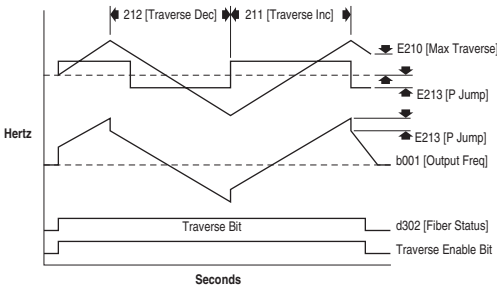 212 [Traverse Dec]
211 [Traverse Inc]
E210 [Max Traverse]
E213 [P Jump]
Hertz
E213 [P Jump]
b001 [Output Freq]
Traverse Bit
d302 [Fiber Status]
Traverse Enable Bit
Seconds